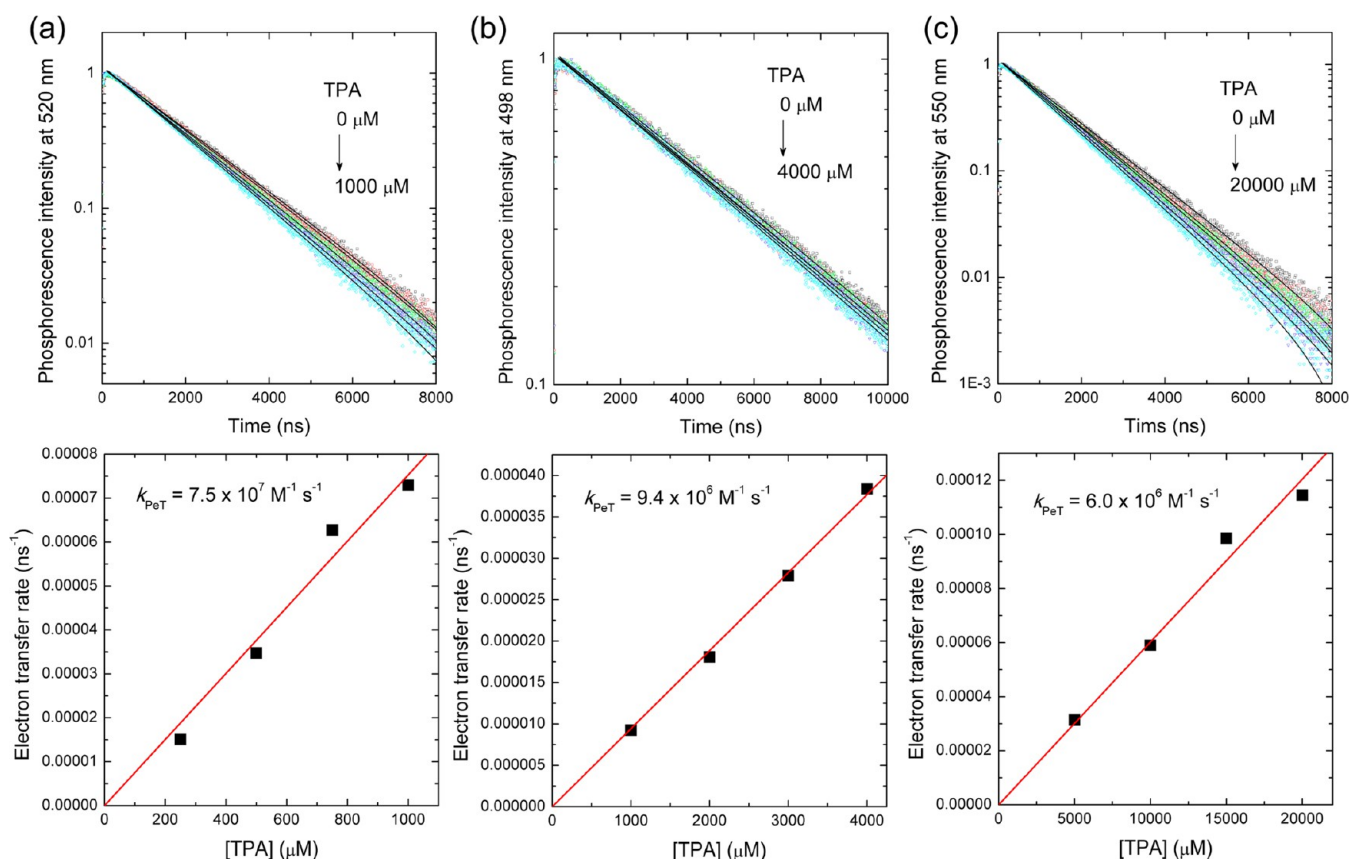 (a)
Phosphorescence intensity at 520 nm
1
0.1
0.01
TPA
0 μM
1000 μM
0 2000 4000 6000 8000
Time (ns)
(b)
Phosphorescence intensity at 498 nm
1
0.1
TPA
0 μM
4000 μM
0 2000 4000 6000 8000 10000
Time (ns)
(c)
Phosphorescence intensity at 550 nm
1
0.1
0.01
1E-3
TPA
0 μM
20000 μM
0 2000 4000 6000 8000
Tims (ns)
Electron transfer rate (ns⁻¹)
0.00008
0.00007
0.00006
0.00005
0.00004
0.00003
0.00002
0.00001
0.00000
k_PeT = 7.5 x 10⁷ M⁻¹ s⁻¹
0 200 400 600 800 1000
[TPA] (μM)
Electron transfer rate (ns⁻¹)
0.000040
0.000035
0.000030
0.000025
0.000020
0.000015
0.000010
0.000005
0.000000
k_PeT = 9.4 x 10⁶ M⁻¹ s⁻¹
0 1000 2000 3000 4000
[TPA] (μM)
Electron transfer rate (ns⁻¹)
0.00012
0.00010
0.00008
0.00006
0.00004
0.00002
0.00000
k_PeT = 6.0 x 10⁶ M⁻¹ s⁻¹
0 5000 10000 15000 20000
[TPA] (μM)